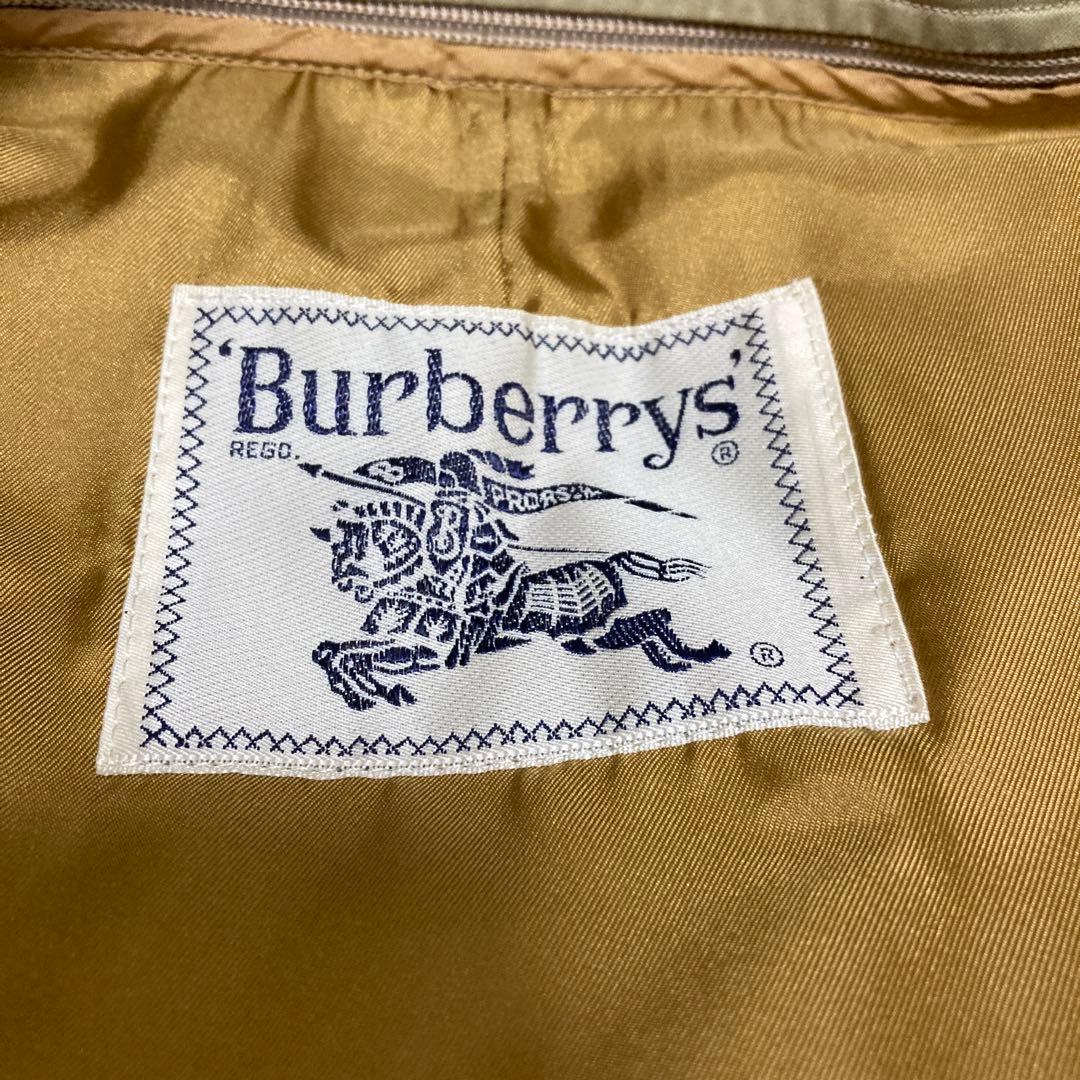 'Burberrys'
REGD.
®
PRORSUM
®